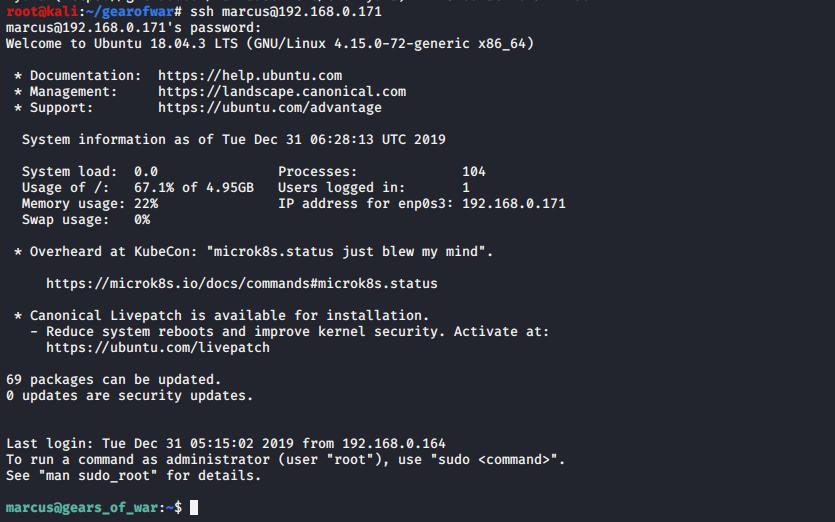 root@kali:~/gearofwar# ssh marcus@192.168.0.171
marcus@192.168.0.171's password:
Welcome to Ubuntu 18.04.3 LTS (GNU/Linux 4.15.0-72-generic x86_64)
* Documentation: https://help.ubuntu.com
* Management: https://landscape.canonical.com
* Support: https://ubuntu.com/advantage
System information as of Tue Dec 31 06:28:13 UTC 2019
System load: 0.0 Processes: 104
Usage of /: 67.1% of 4.95GB Users logged in: 1
Memory usage: 22% IP address for enp0s3: 192.168.0.171
Swap usage: 0%
* Overheard at KubeCon: "microk8s.status just blew my mind".
https://microk8s.io/docs/commands#microk8s.status
* Canonical Livepatch is available for installation.
- Reduce system reboots and improve kernel security. Activate at:
https://ubuntu.com/livepatch
69 packages can be updated.
0 updates are security updates.
Last login: Tue Dec 31 05:15:02 2019 from 192.168.0.164
To run a command as administrator (user "root"), use "sudo <command>".
See "man sudo_root" for details.
marcus@gears_of_war:~$